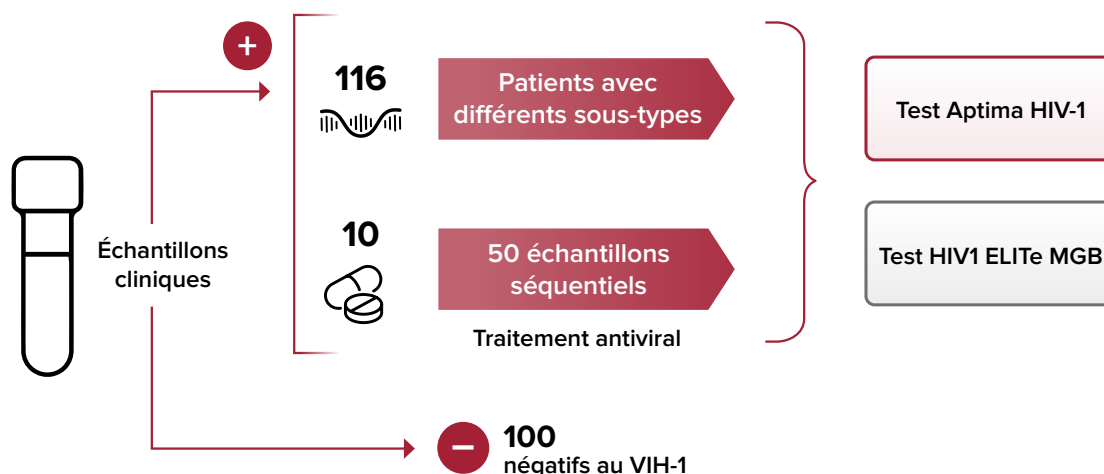 +
116
Patients avec
différents sous-types
Test Aptima HIV-1
Échantillons
cliniques
10
50 échantillons
séquentiels
Traitement antiviral
Test HIV1 ELITe MGB
−
100
négatifs au VIH-1